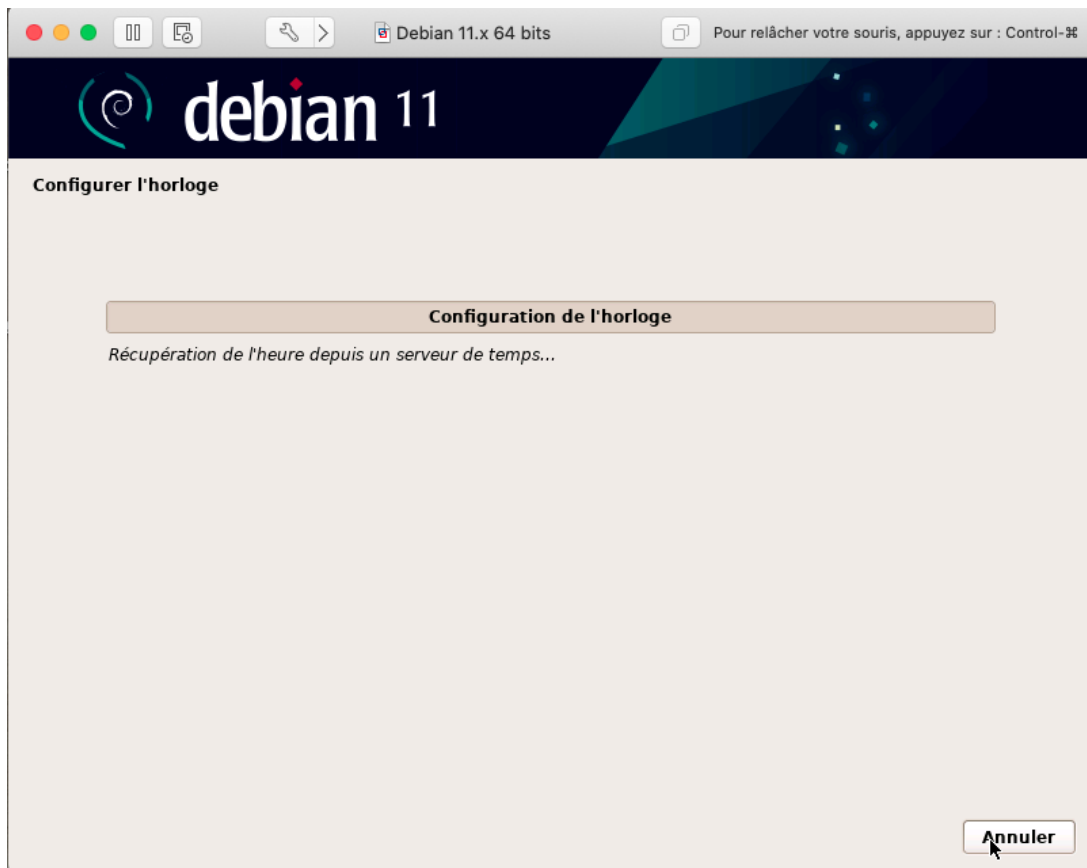 Debian 11.x 64 bits
Pour relâcher votre souris, appuyez sur : Control-⌘
debian 11
Configurer l'horloge
Configuration de l'horloge
Récupération de l'heure depuis un serveur de temps...
Annuler